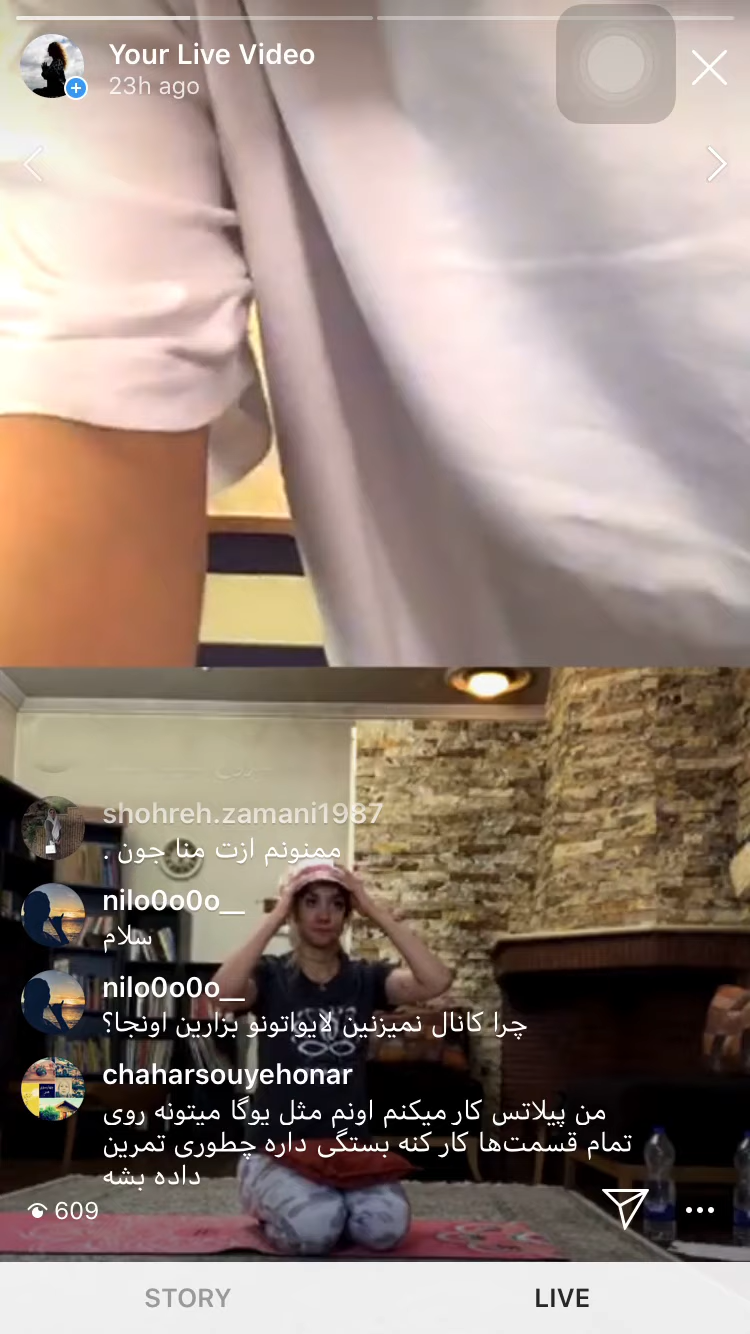 Your Live Video
23h ago
shohreh.zamani1987
ممنونم ازت منا جون .
nilo0o0o__
سلام
nilo0o0o__
چرا کانال نمیزنین لایواتونو بزارین اونجا؟
chaharsouyehonar
من پیلاتس کار میکنم اونم مثل یوگا میتونه روی
تمام قسمت‌ها کار کنه بستگی داره چطوری تمرین
داده بشه
609
STORY
LIVE